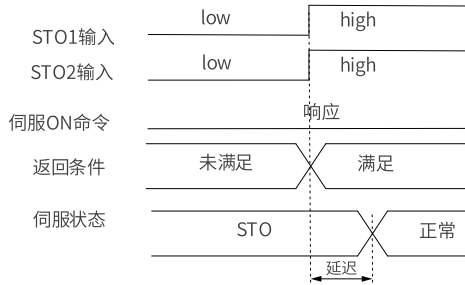 low high
STO1输入
STO2输入 low high
伺服ON命令 响应
返回条件 未满足 满足
伺服状态 STO 正常
延迟